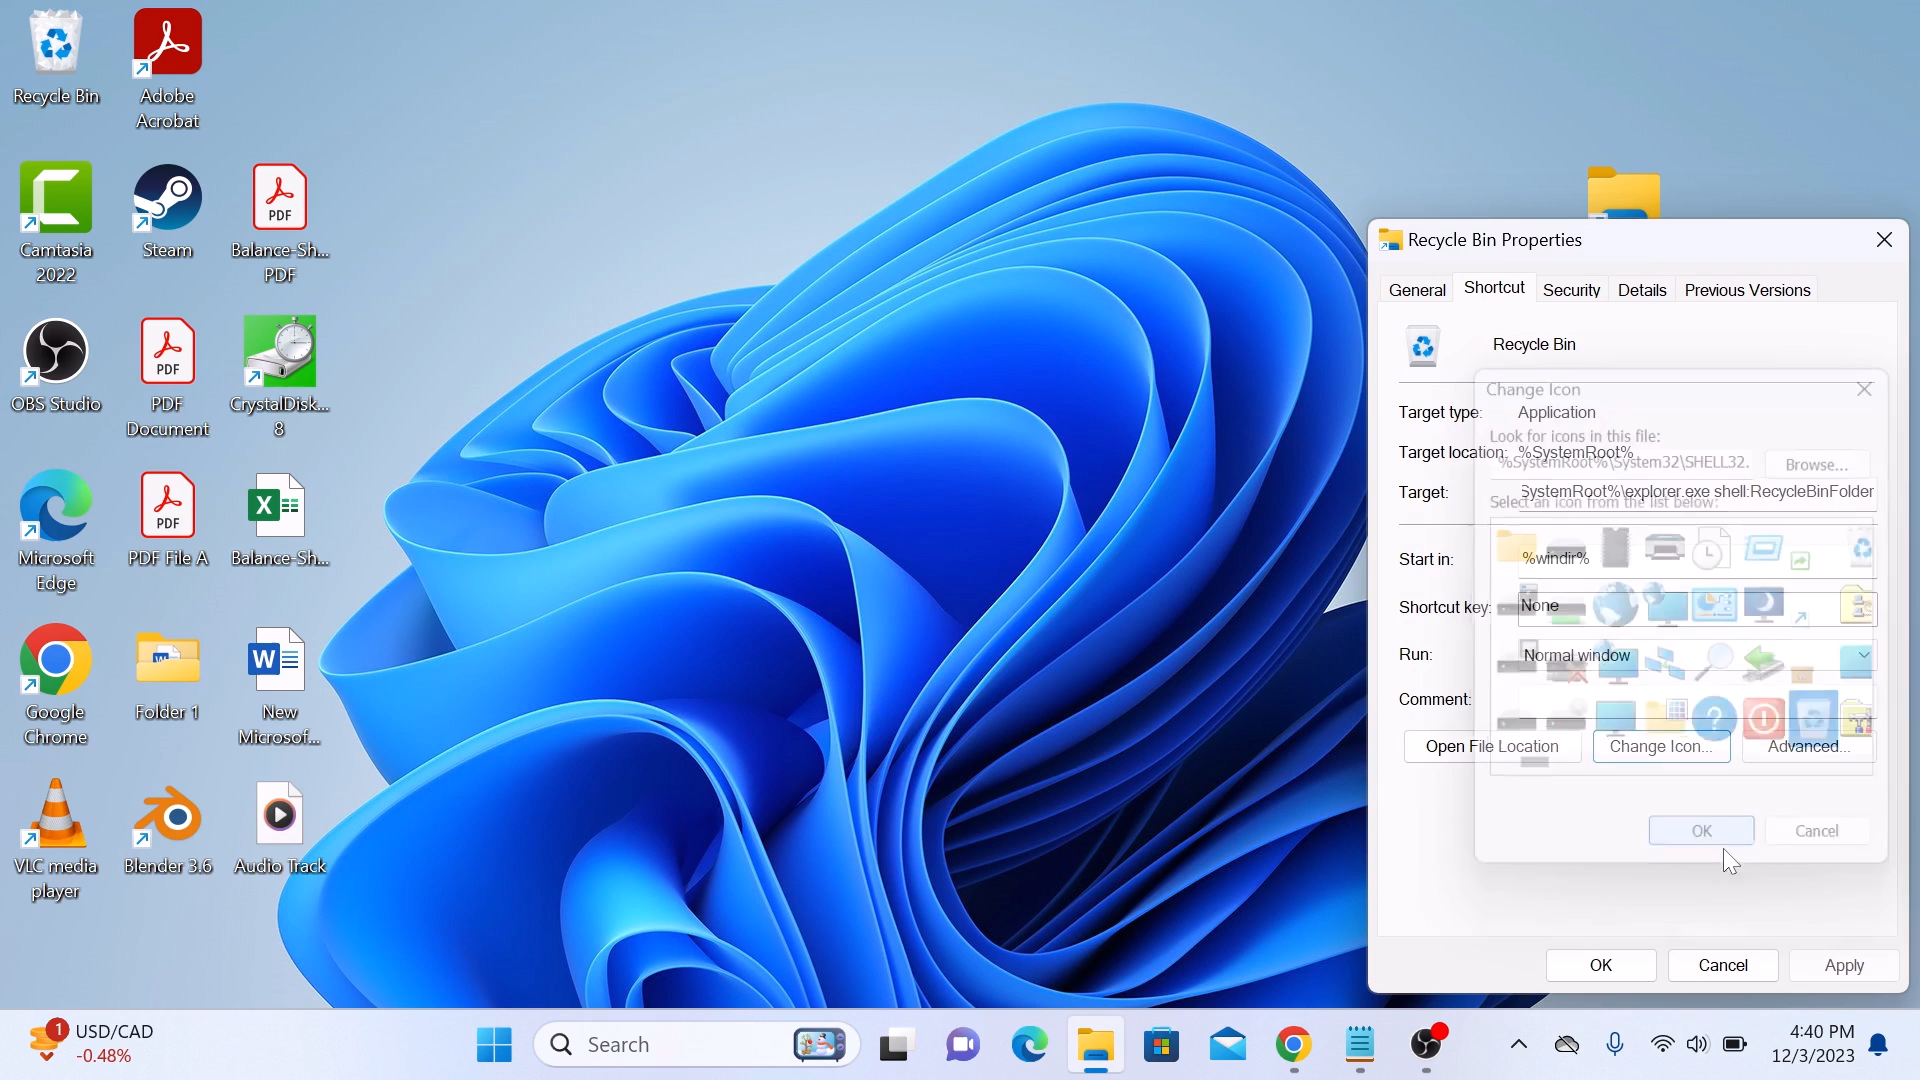 Recycle Bin
Adobe
Acrobat
Camtasia
2022
Steam
PDF
Balance-Sh...
PDF
OBS Studio
PDF
PDF
Document
CrystalDisk...
8
Microsoft
Edge
PDF
PDF File A
X
Balance-Sh...
Google
Chrome
W
Folder 1
W
New
Microsof...
VLC media
player
Blender 3.6
Audio Track
Recycle Bin Properties
General
Shortcut
Security
Details
Previous Versions
Recycle Bin
Change Icon
Target type:
Application
Look for icons in this file:
Target location:
%SystemRoot%
%SystemRoot%\System32\SHELL32.
Browse...
Target:
SystemRoot%\explorer.exe shell:RecycleBinFolder
Select an icon from the list below:
Start in:
%windir%
Shortcut key:
None
Run:
Normal window
Comment:
Open File Location
Change Icon...
Advanced...
OK
Cancel
OK
Cancel
Apply
1
USD/CAD
-0.48%
Search
4:40 PM
12/3/2023